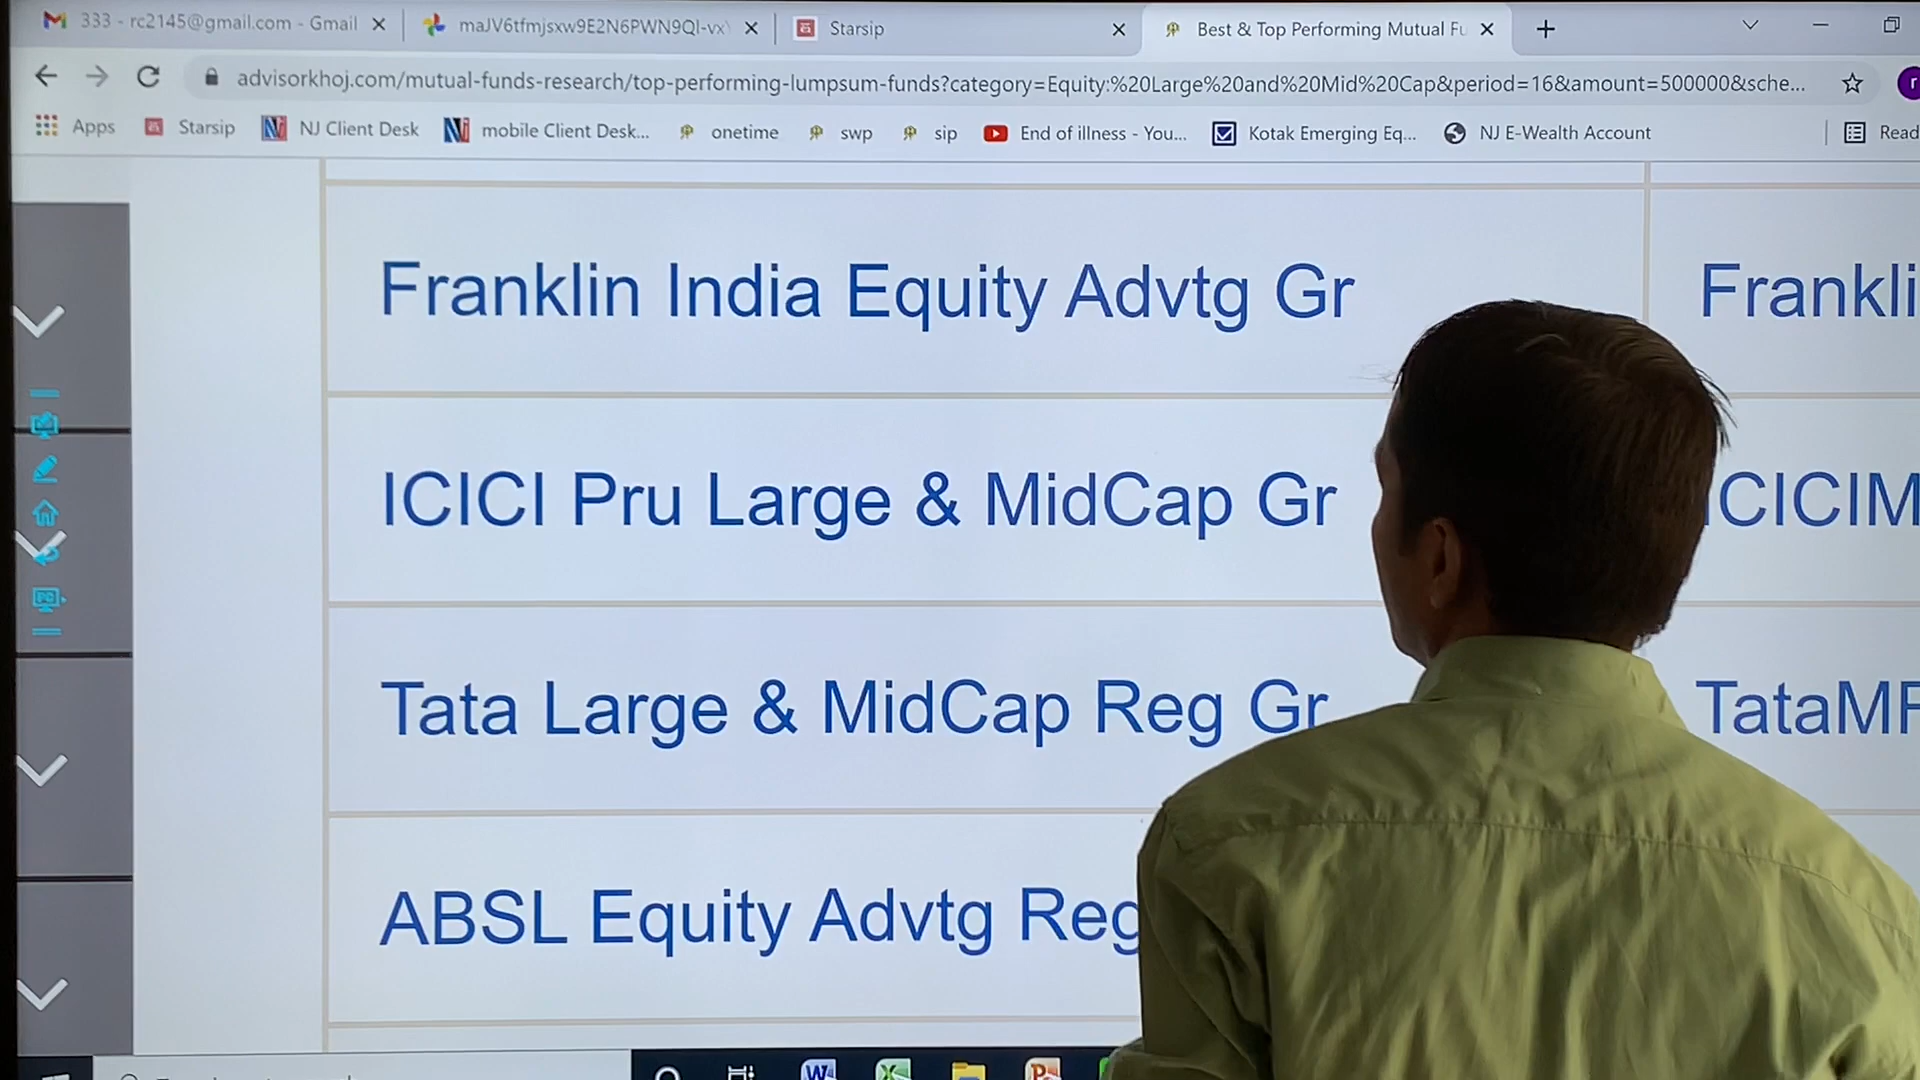 333 - rc2145@gmail.com - Gmail
maJV6tfmjsxw9E2N6PWN9QI-vx
Starsip
Best & Top Performing Mutual Fu
advisorkhoj.com/mutual-funds-research/top-performing-lumpsum-funds?category=Equity:%20Large%20and%20Mid%20Cap&period=16&amount=500000&sche...
Apps Starsip NJ Client Desk mobile Client Desk... onetime swp sip End of illness - You... Kotak Emerging Eq... NJ E-Wealth Account Read
Franklin India Equity Advtg Gr Frankli
ICICI Pru Large & MidCap Gr CICIM
Tata Large & MidCap Reg Gr TataMF
ABSL Equity Advtg Reg